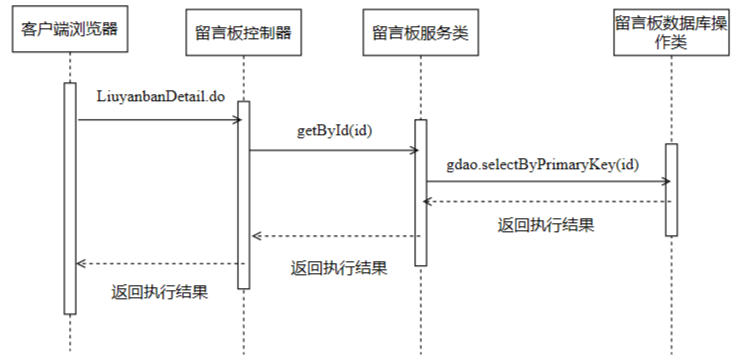 客户端浏览器
留言板控制器
留言板服务类
留言板数据库操
作类
LiuyanbanDetail.do
getById(id)
gdao.selectByPrimaryKey(id)
返回执行结果
返回执行结果
返回执行结果